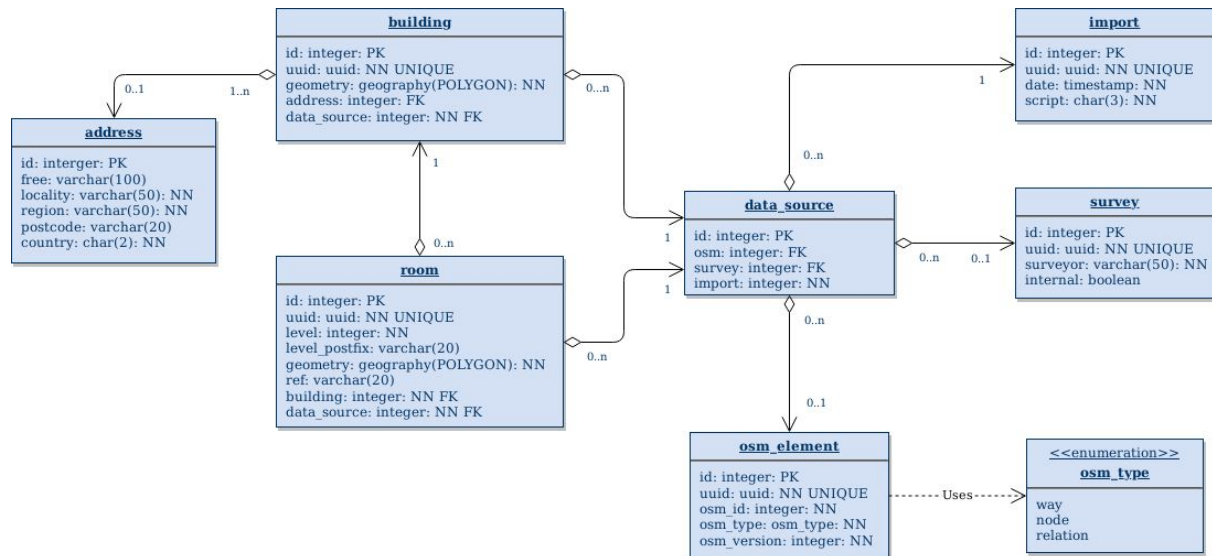 building
id: integer: PK
uuid: uuid: NN UNIQUE
geometry: geography(POLYGON): NN
address: integer: FK
data_source: integer: NN FK
import
id: integer: PK
uuid: uuid: NN UNIQUE
date: timestamp: NN
script: char(3): NN
0..1
1..n
0...n
1
address
id: interger: PK
free: varchar(100)
locality: varchar(50): NN
region: varchar(50): NN
postcode: varchar(20)
country: char(2): NN
1
0..n
0..n
data_source
id: integer: PK
osm: integer: FK
survey: integer: FK
import: integer: NN
1
1
0..n
0..1
survey
id: integer: PK
uuid: uuid: NN UNIQUE
surveyor: varchar(50): NN
internal: boolean
room
id: integer: PK
uuid: uuid: NN UNIQUE
level: integer: NN
level_postfix: varchar(20)
geometry: geography(POLYGON): NN
ref: varchar(20)
building: integer: NN FK
data_source: integer: NN FK
0..n
0..n
0..1
osm_element
id: integer: PK
uuid: uuid: NN UNIQUE
osm_id: integer: NN
osm_type: osm_type: NN
osm_version: integer: NN
Uses
<<enumeration>>
osm_type
way
node
relation